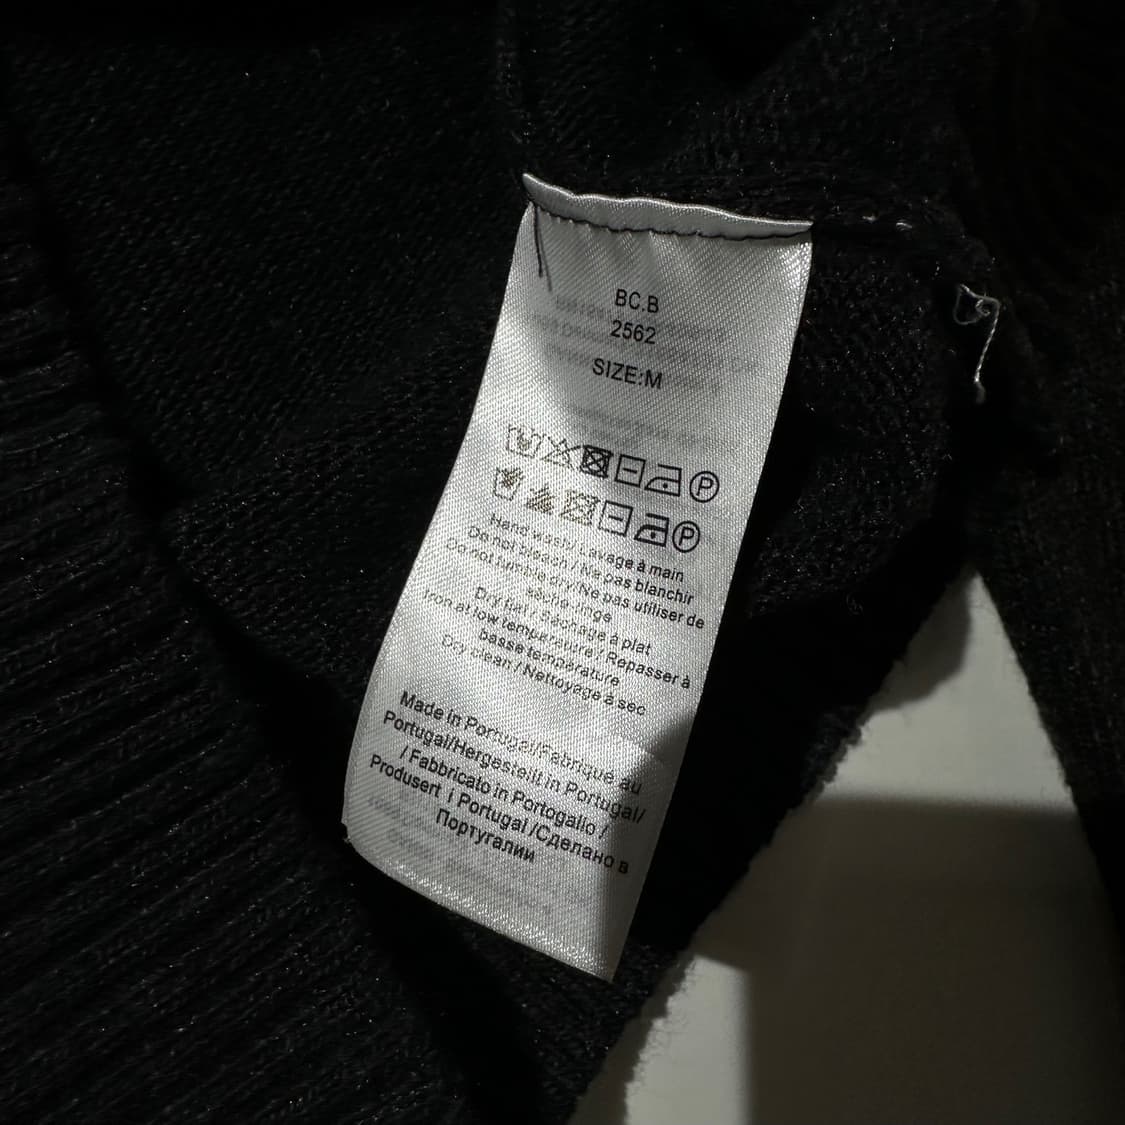 BC.B
2562
SIZE:M
P
P
Hand wash/ Lavage à main
Do not bleach / Ne pas blanchir
Do not tumble dry/Ne pas utiliser de
sèche-linge
Dry flat / Séchage à plat
Iron at low temperature / Repasser à
basse température
Dry clean / Nettoyage à sec
Made in Portugal/Fabriqué au
Portugal/Hergestellt in Portugal/
/ Fabbricato in Portogallo /
Produsert I Portugal /Сделано в
Португалии